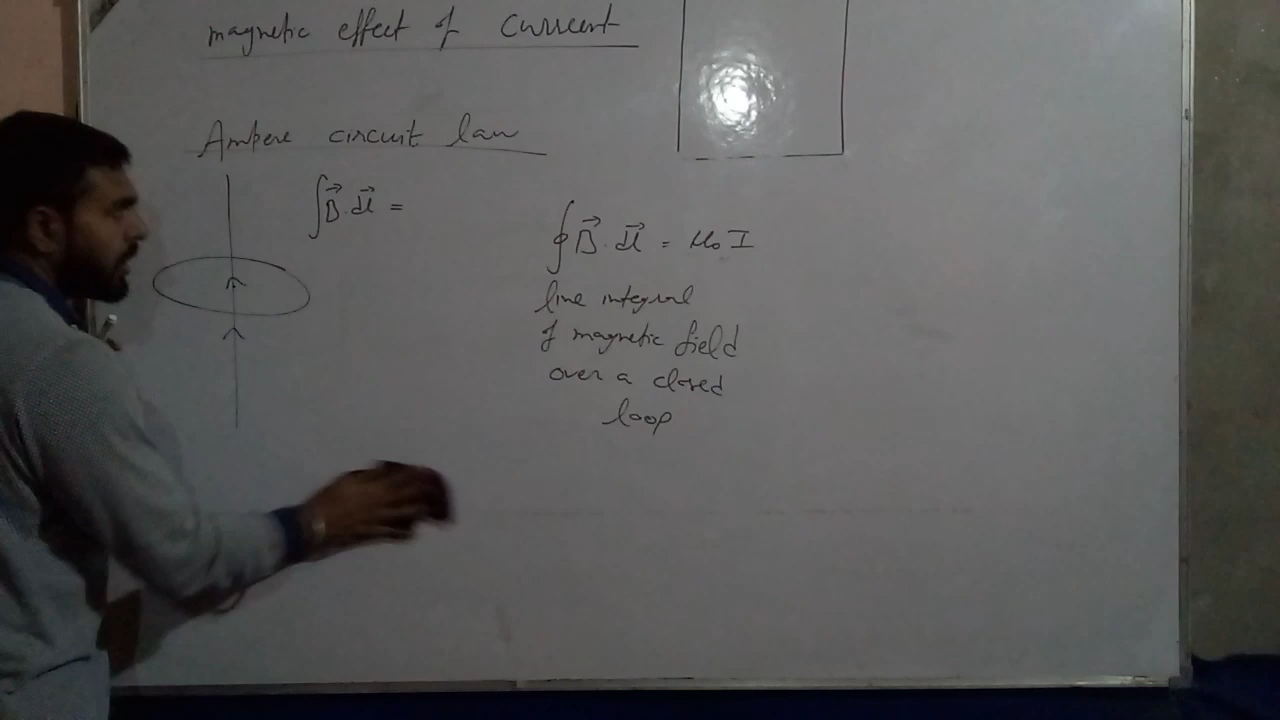 magnetic effect of Current
Ampere circuit law
∫B⃗.dl⃗ =
∮B⃗.dl⃗ = μ₀I
line integral
of magnetic field
over a closed
loop